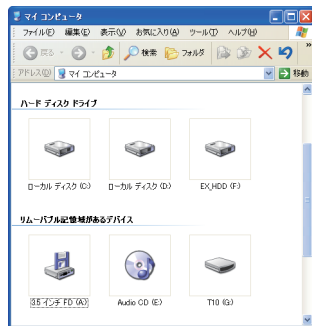 マイ コンピュータ
ファイル(F) 編集(E) 表示(V) お気に入り(A) ツール(T) ヘルプ(H)
戻る 検索 フォルダ »
アドレス(D) マイ コンピュータ 移動
ハード ディスク ドライブ
ローカル ディスク (C:) ローカル ディスク (D:) EX_HDD (F:)
リムーバブル記憶域があるデバイス
3.5 インチ FD (A:) Audio CD (E:) T10 (G:)